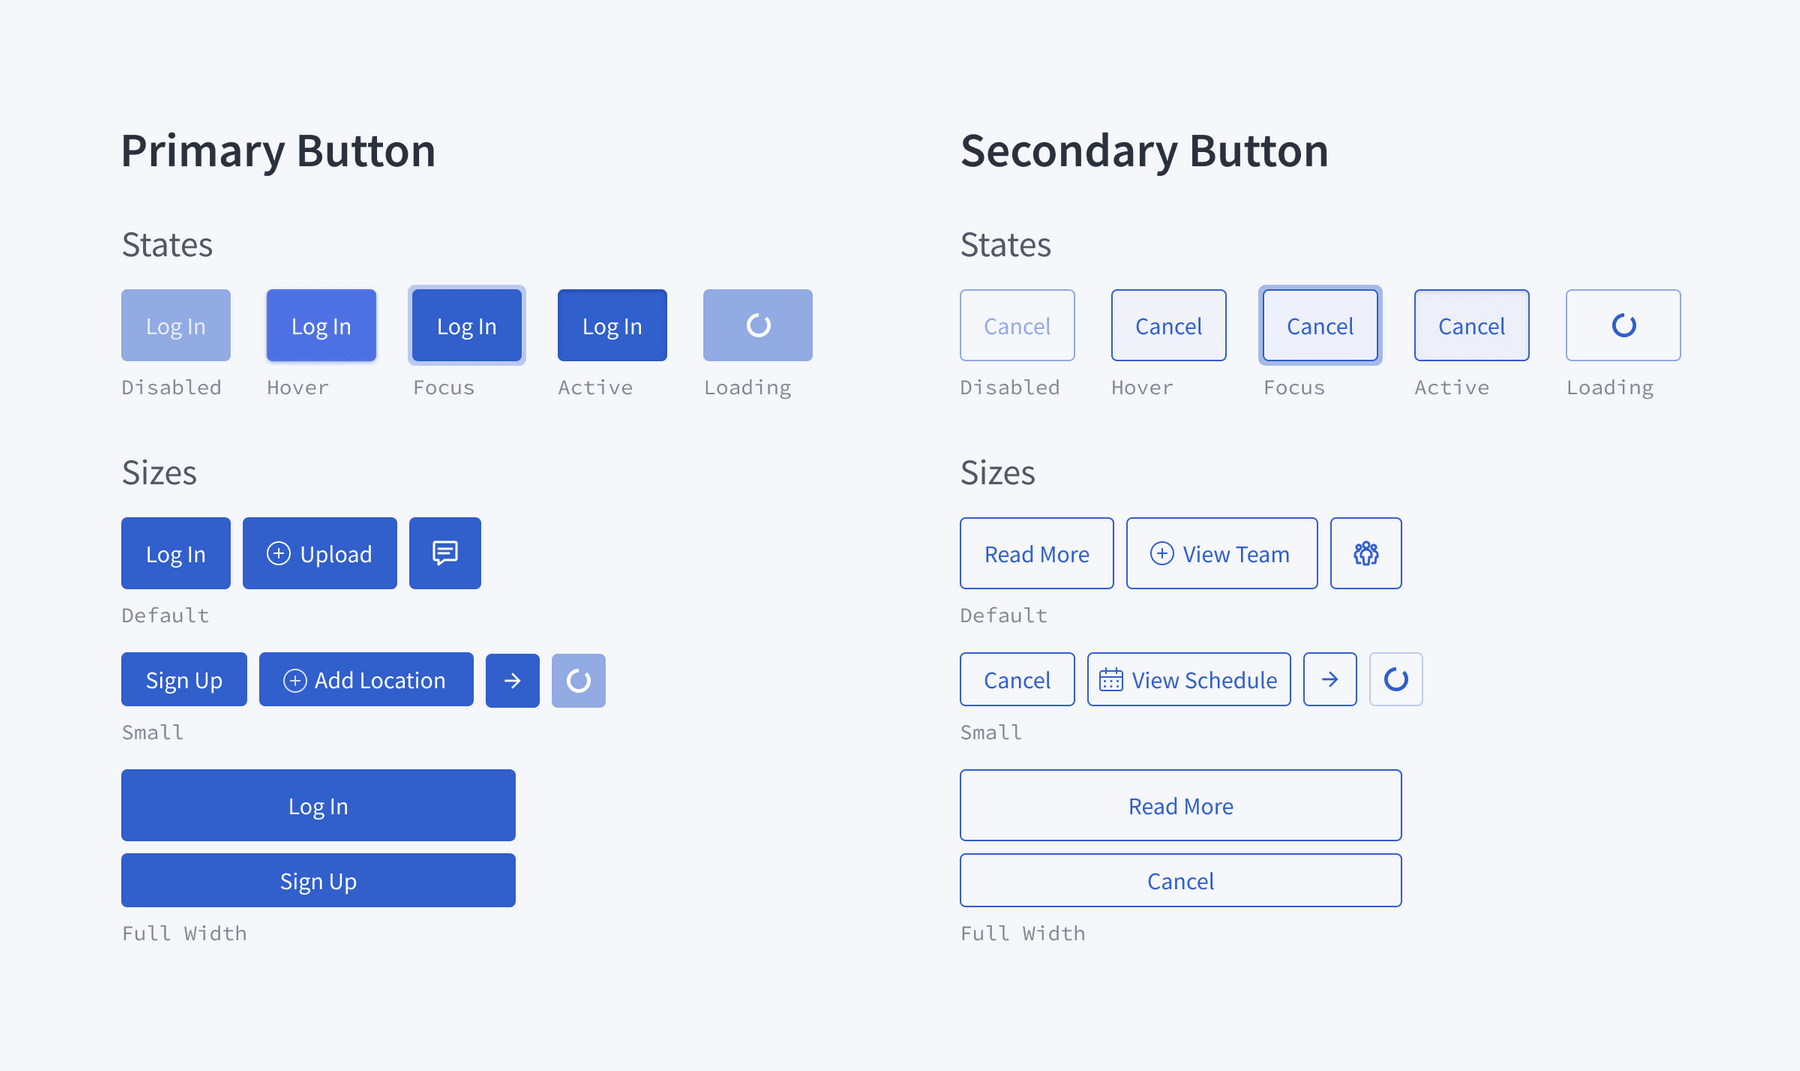 Primary Button
States
Log In Log In Log In Log In
Disabled Hover Focus Active Loading
Sizes
Log In Upload
Default
Sign Up Add Location
Small
Log In
Sign Up
Full Width
Secondary Button
States
Cancel Cancel Cancel Cancel
Disabled Hover Focus Active Loading
Sizes
Read More View Team
Default
Cancel View Schedule
Small
Read More
Cancel
Full Width